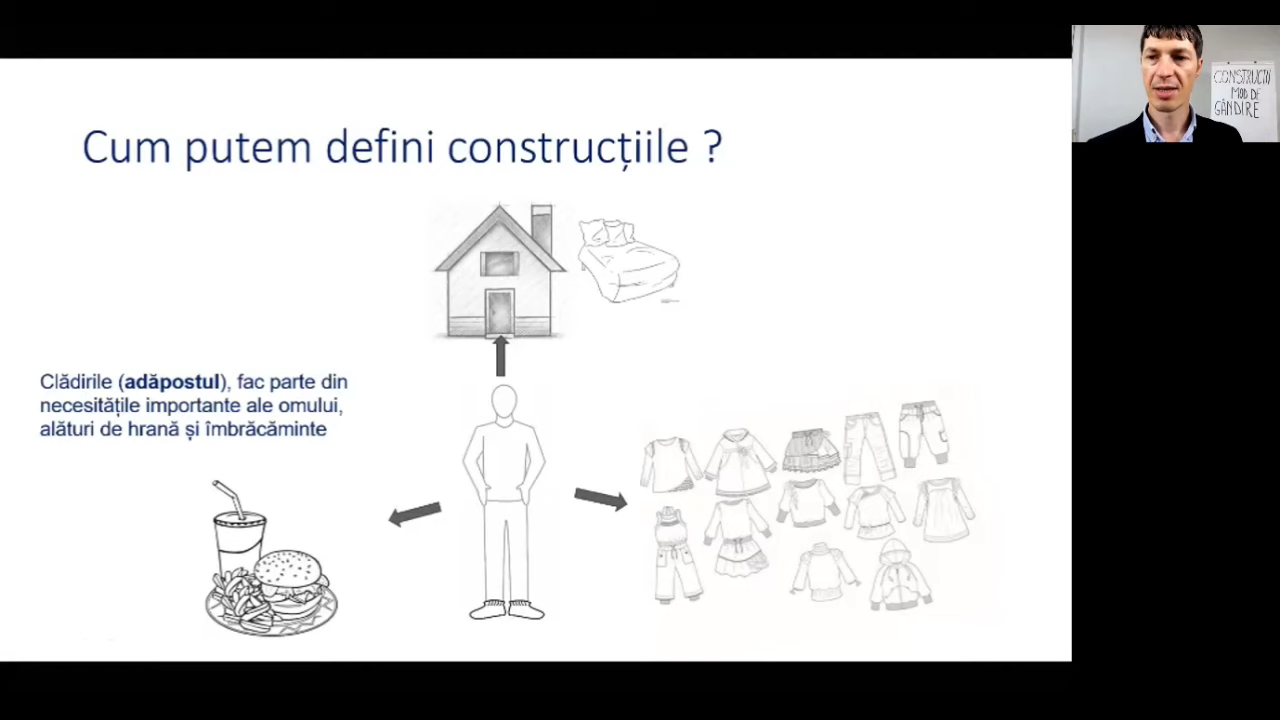 Cum putem defini construcțiile ?
Clădirile (adăpostul), fac parte din
necesitățile importante ale omului,
alături de hrană și îmbrăcăminte
CONSTRUCȚII
MOD DE
GÂNDIRE